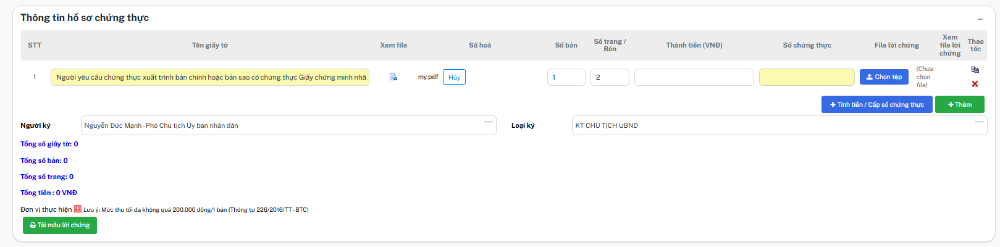 Thông tin hồ sơ chứng thực
STT Tên giấy tờ Xem file Số hoá Số bản Số trang / Bản Thành tiền (VNĐ) Số chứng thực File lời chứng Xem file lời chứng Thao tác
1 Người yêu cầu chứng thực xuất trình bản chính hoặc bản sao có chứng thực Giấy chứng minh nhâ my.pdf Hủy 1 2 Chọn tệp (Chưa chọn file)
Tính tiền / Cấp số chứng thực Thêm
Người ký Nguyễn Đức Mạnh - Phó Chủ tịch Ủy ban nhân dân Loại ký KT CHỦ TỊCH UBND
Tổng số giấy tờ: 0
Tổng số bản: 0
Tổng số trang: 0
Tổng tiền : 0 VNĐ
Đơn vị thực hiện Lưu ý: Mức thu tối đa không quá 200.000 đồng/1 bản (Thông tư 226/2016/TT - BTC)
Tải mẫu lời chứng